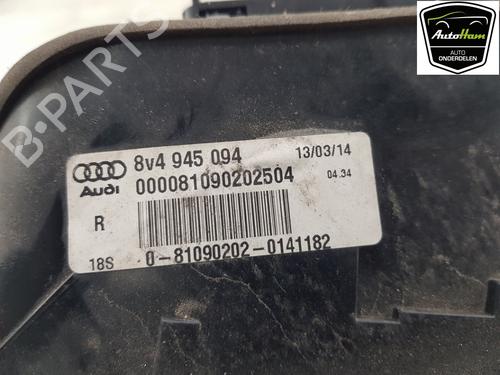 AutoHam
AUTO
ONDERDELEN
B-PARTS
8v4 945 094
13/03/14
Audi
000081090202504
04.34
R
18S
0-81090202-0141182